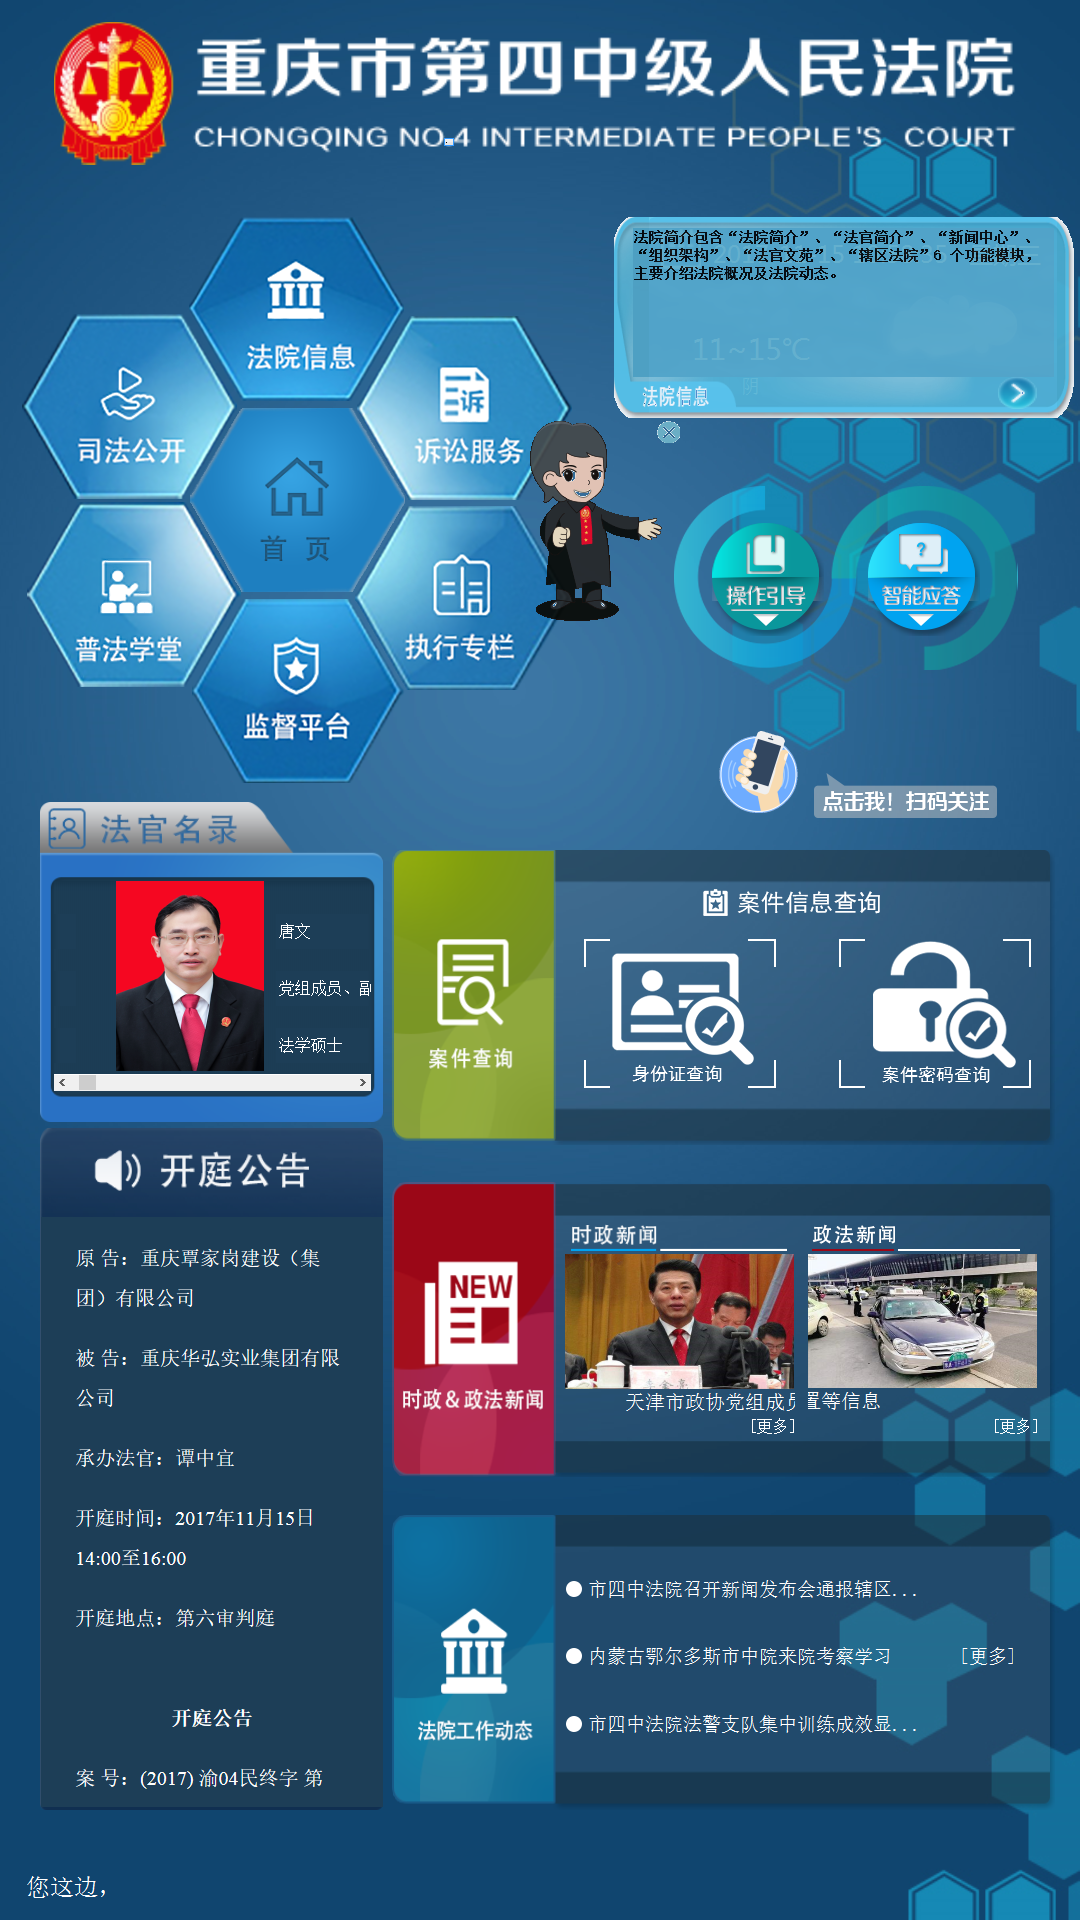 重庆市第四中级人民法院
CHONGQING NO.4 INTERMEDIATE PEOPLE'S COURT
法院简介包含“法院简介”、“法官简介”、“新闻中心”、
“组织架构”、“法官文苑”、“辖区法院”6 个功能模块,
主要介绍法院概况及法院动态。
11~15℃
阴
法院信息
法院信息
司法公开
诉
诉讼服务
首 页
普法学堂
执行专栏
监督平台
操作引导
?
智能应答
点击我！扫码关注
法官名录
唐文
党组成员、副
法学硕士
案件查询
案件信息查询
身份证查询
案件密码查询
开庭公告
原 告：重庆覃家岗建设（集
团）有限公司
被 告：重庆华弘实业集团有限
公司
承办法官：谭中宜
开庭时间：2017年11月15日
14:00至16:00
开庭地点：第六审判庭
开庭公告
案 号：(2017) 渝04民终字 第
NEW
时政＆政法新闻
时政新闻
政法新闻
天津市政协党组成员
置等信息
[更多]
[更多]
法院工作动态
市四中法院召开新闻发布会通报辖区...
内蒙古鄂尔多斯市中院来院考察学习
[更多]
市四中法院法警支队集中训练成效显...
您这边，